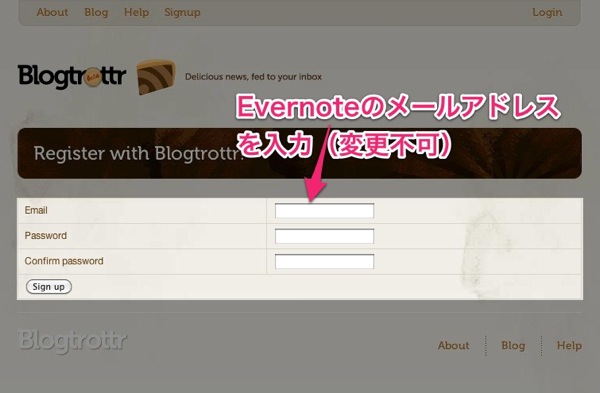 About Blog Help Signup Login
Blogtrottr
beta
Delicious news, fed to your inbox
Evernoteのメールアドレス
を入力（変更不可）
Register with Blogtrottr.
Email
Password
Confirm password
Sign up
Blogtrottr
About Blog Help